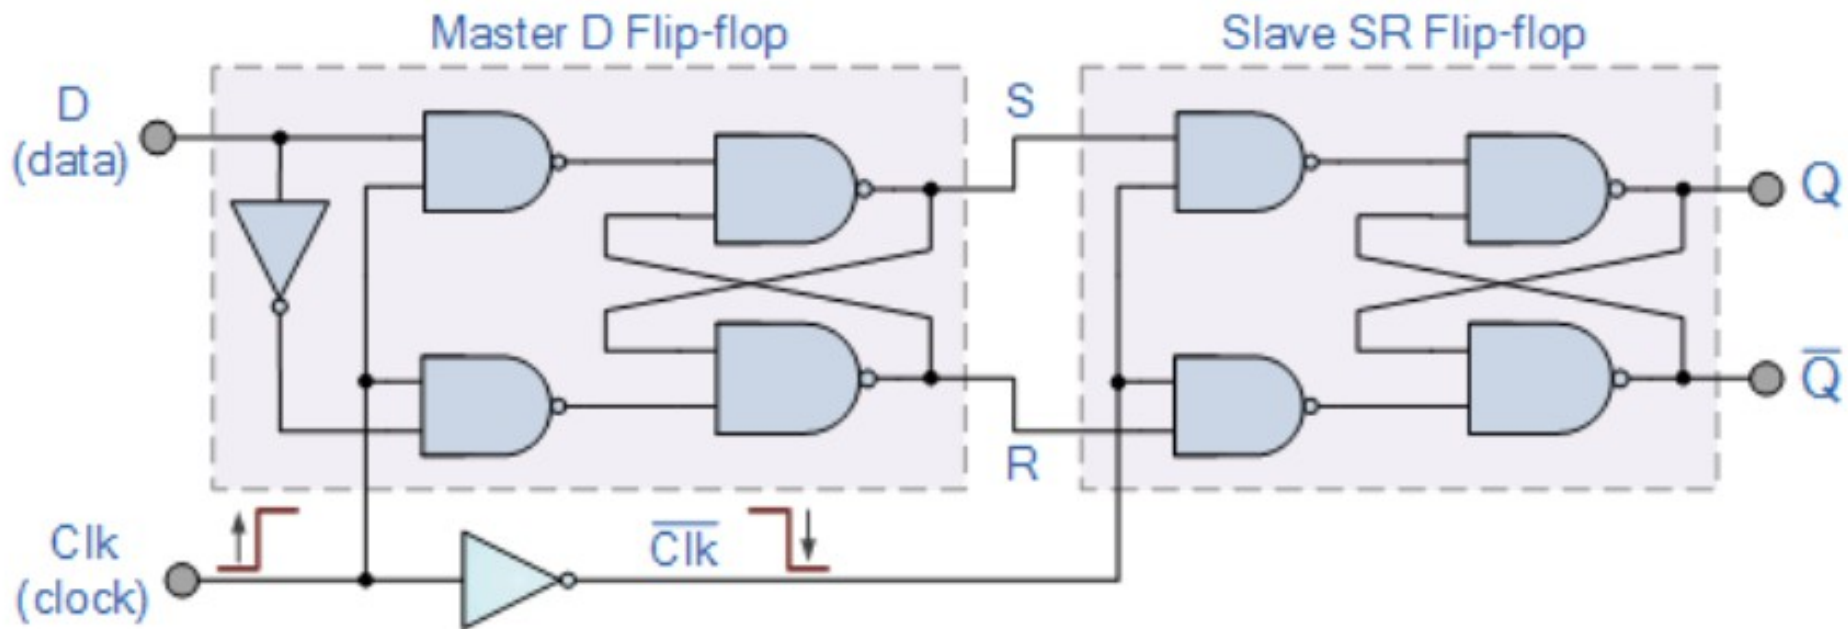 Master D Flip-flop
Slave SR Flip-flop
D
(data)
S
Q
Q̅
R
Clk
(clock)
C̅l̅k̅